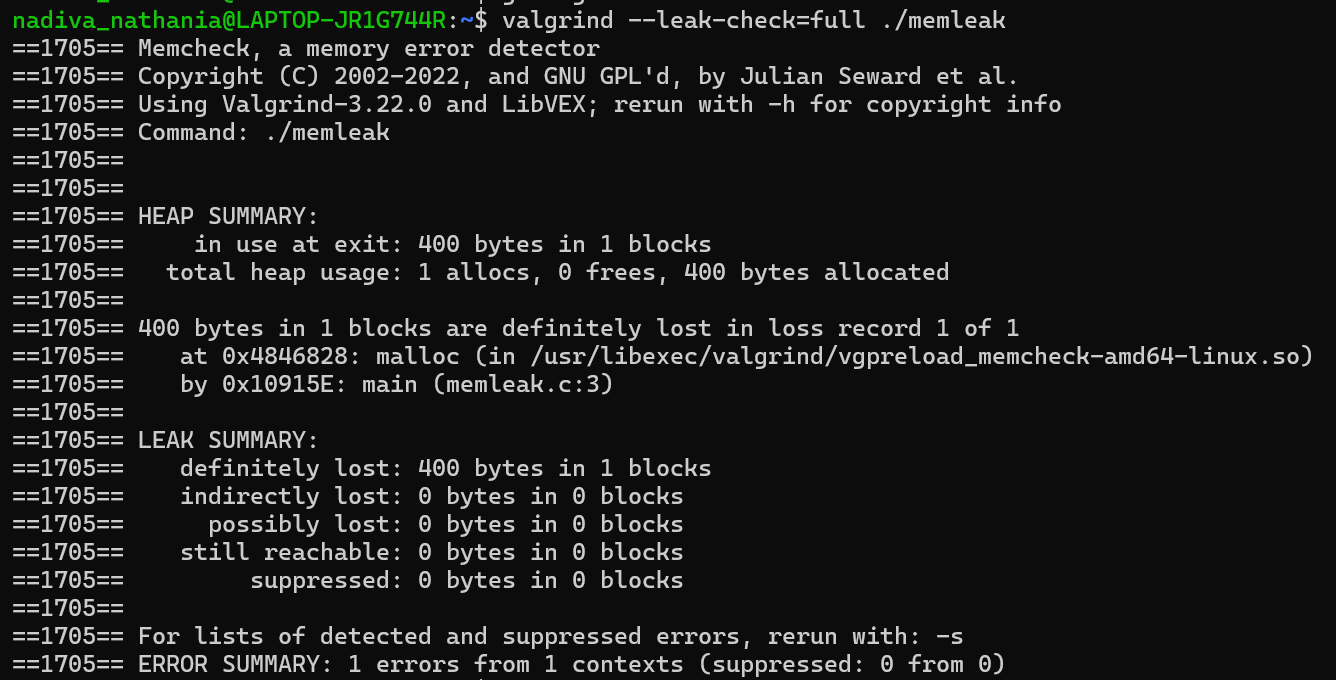 nadiva_nathania@LAPTOP-JR1G744R:~$ valgrind --leak-check=full ./memleak
==1705== Memcheck, a memory error detector
==1705== Copyright (C) 2002-2022, and GNU GPL'd, by Julian Seward et al.
==1705== Using Valgrind-3.22.0 and LibVEX; rerun with -h for copyright info
==1705== Command: ./memleak
==1705==
==1705==
==1705== HEAP SUMMARY:
==1705==     in use at exit: 400 bytes in 1 blocks
==1705==   total heap usage: 1 allocs, 0 frees, 400 bytes allocated
==1705==
==1705== 400 bytes in 1 blocks are definitely lost in loss record 1 of 1
==1705==    at 0x4846828: malloc (in /usr/libexec/valgrind/vgpreload_memcheck-amd64-linux.so)
==1705==    by 0x10915E: main (memleak.c:3)
==1705==
==1705== LEAK SUMMARY:
==1705==    definitely lost: 400 bytes in 1 blocks
==1705==    indirectly lost: 0 bytes in 0 blocks
==1705==      possibly lost: 0 bytes in 0 blocks
==1705==    still reachable: 0 bytes in 0 blocks
==1705==         suppressed: 0 bytes in 0 blocks
==1705==
==1705== For lists of detected and suppressed errors, rerun with: -s
==1705== ERROR SUMMARY: 1 errors from 1 contexts (suppressed: 0 from 0)